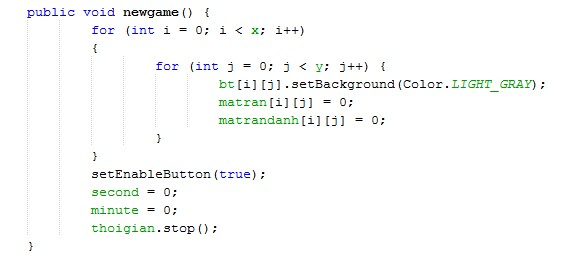 public void newgame() {
for (int i = 0; i < x; i++)
{
for (int j = 0; j < y; j++) {
bt[i][j].setBackground(Color.LIGHT_GRAY);
matran[i][j] = 0;
matrandanh[i][j] = 0;
}
}
setEnableButton(true);
second = 0;
minute = 0;
thoigian.stop();
}